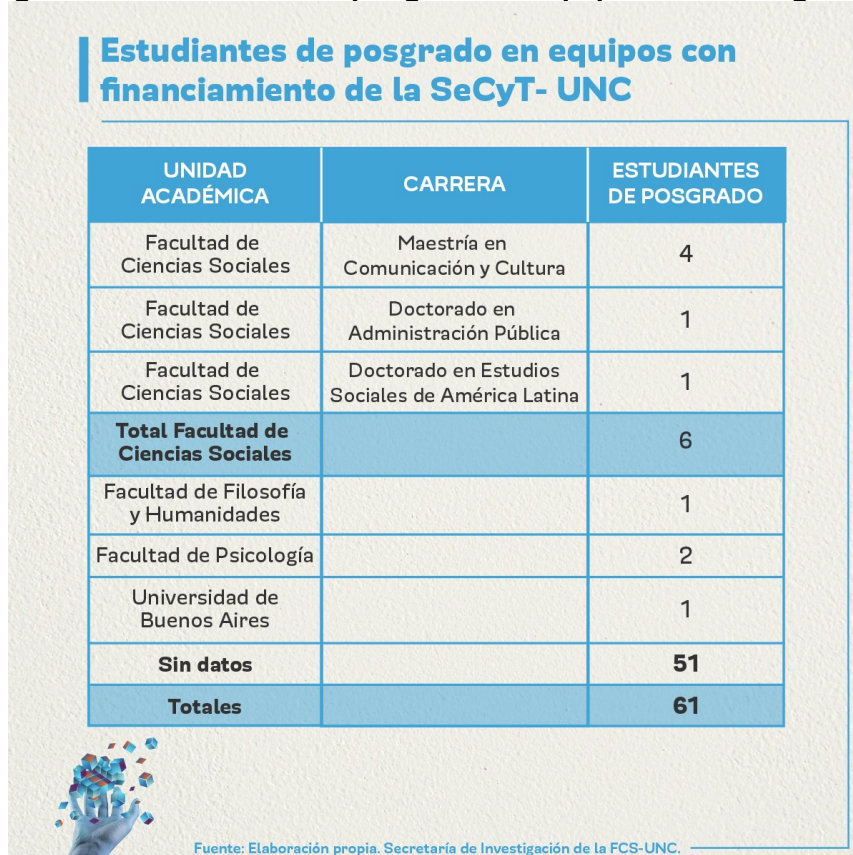 Estudiantes de posgrado en equipos con
financiamiento de la SeCyT- UNC
UNIDAD
ACADÉMICA
CARRERA
ESTUDIANTES
DE POSGRADO
Facultad de
Ciencias Sociales
Maestría en
Comunicación y Cultura
4
Facultad de
Ciencias Sociales
Doctorado en
Administración Pública
1
Facultad de
Ciencias Sociales
Doctorado en Estudios
Sociales de América Latina
1
Total Facultad de
Ciencias Sociales
6
Facultad de Filosofía
y Humanidades
1
Facultad de Psicología
2
Universidad de
Buenos Aires
1
Sin datos
51
Totales
61
Fuente: Elaboración propia. Secretaría de Investigación de la FCS-UNC.